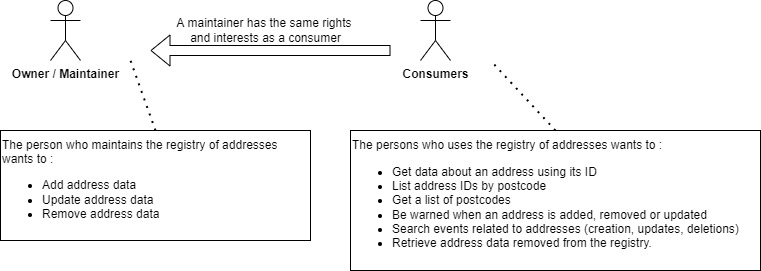 A maintainer has the same rights
and interests as a consumer
Owner / Maintainer
Consumers
The person who maintains the registry of addresses
wants to :
• Add address data
• Update address data
• Remove address data
The persons who uses the registry of addresses wants to :
• Get data about an address using its ID
• List address IDs by postcode
• Get a list of postcodes
• Be warned when an address is added, removed or updated
• Search events related to addresses (creation, updates, deletions)
• Retrieve address data removed from the registry.